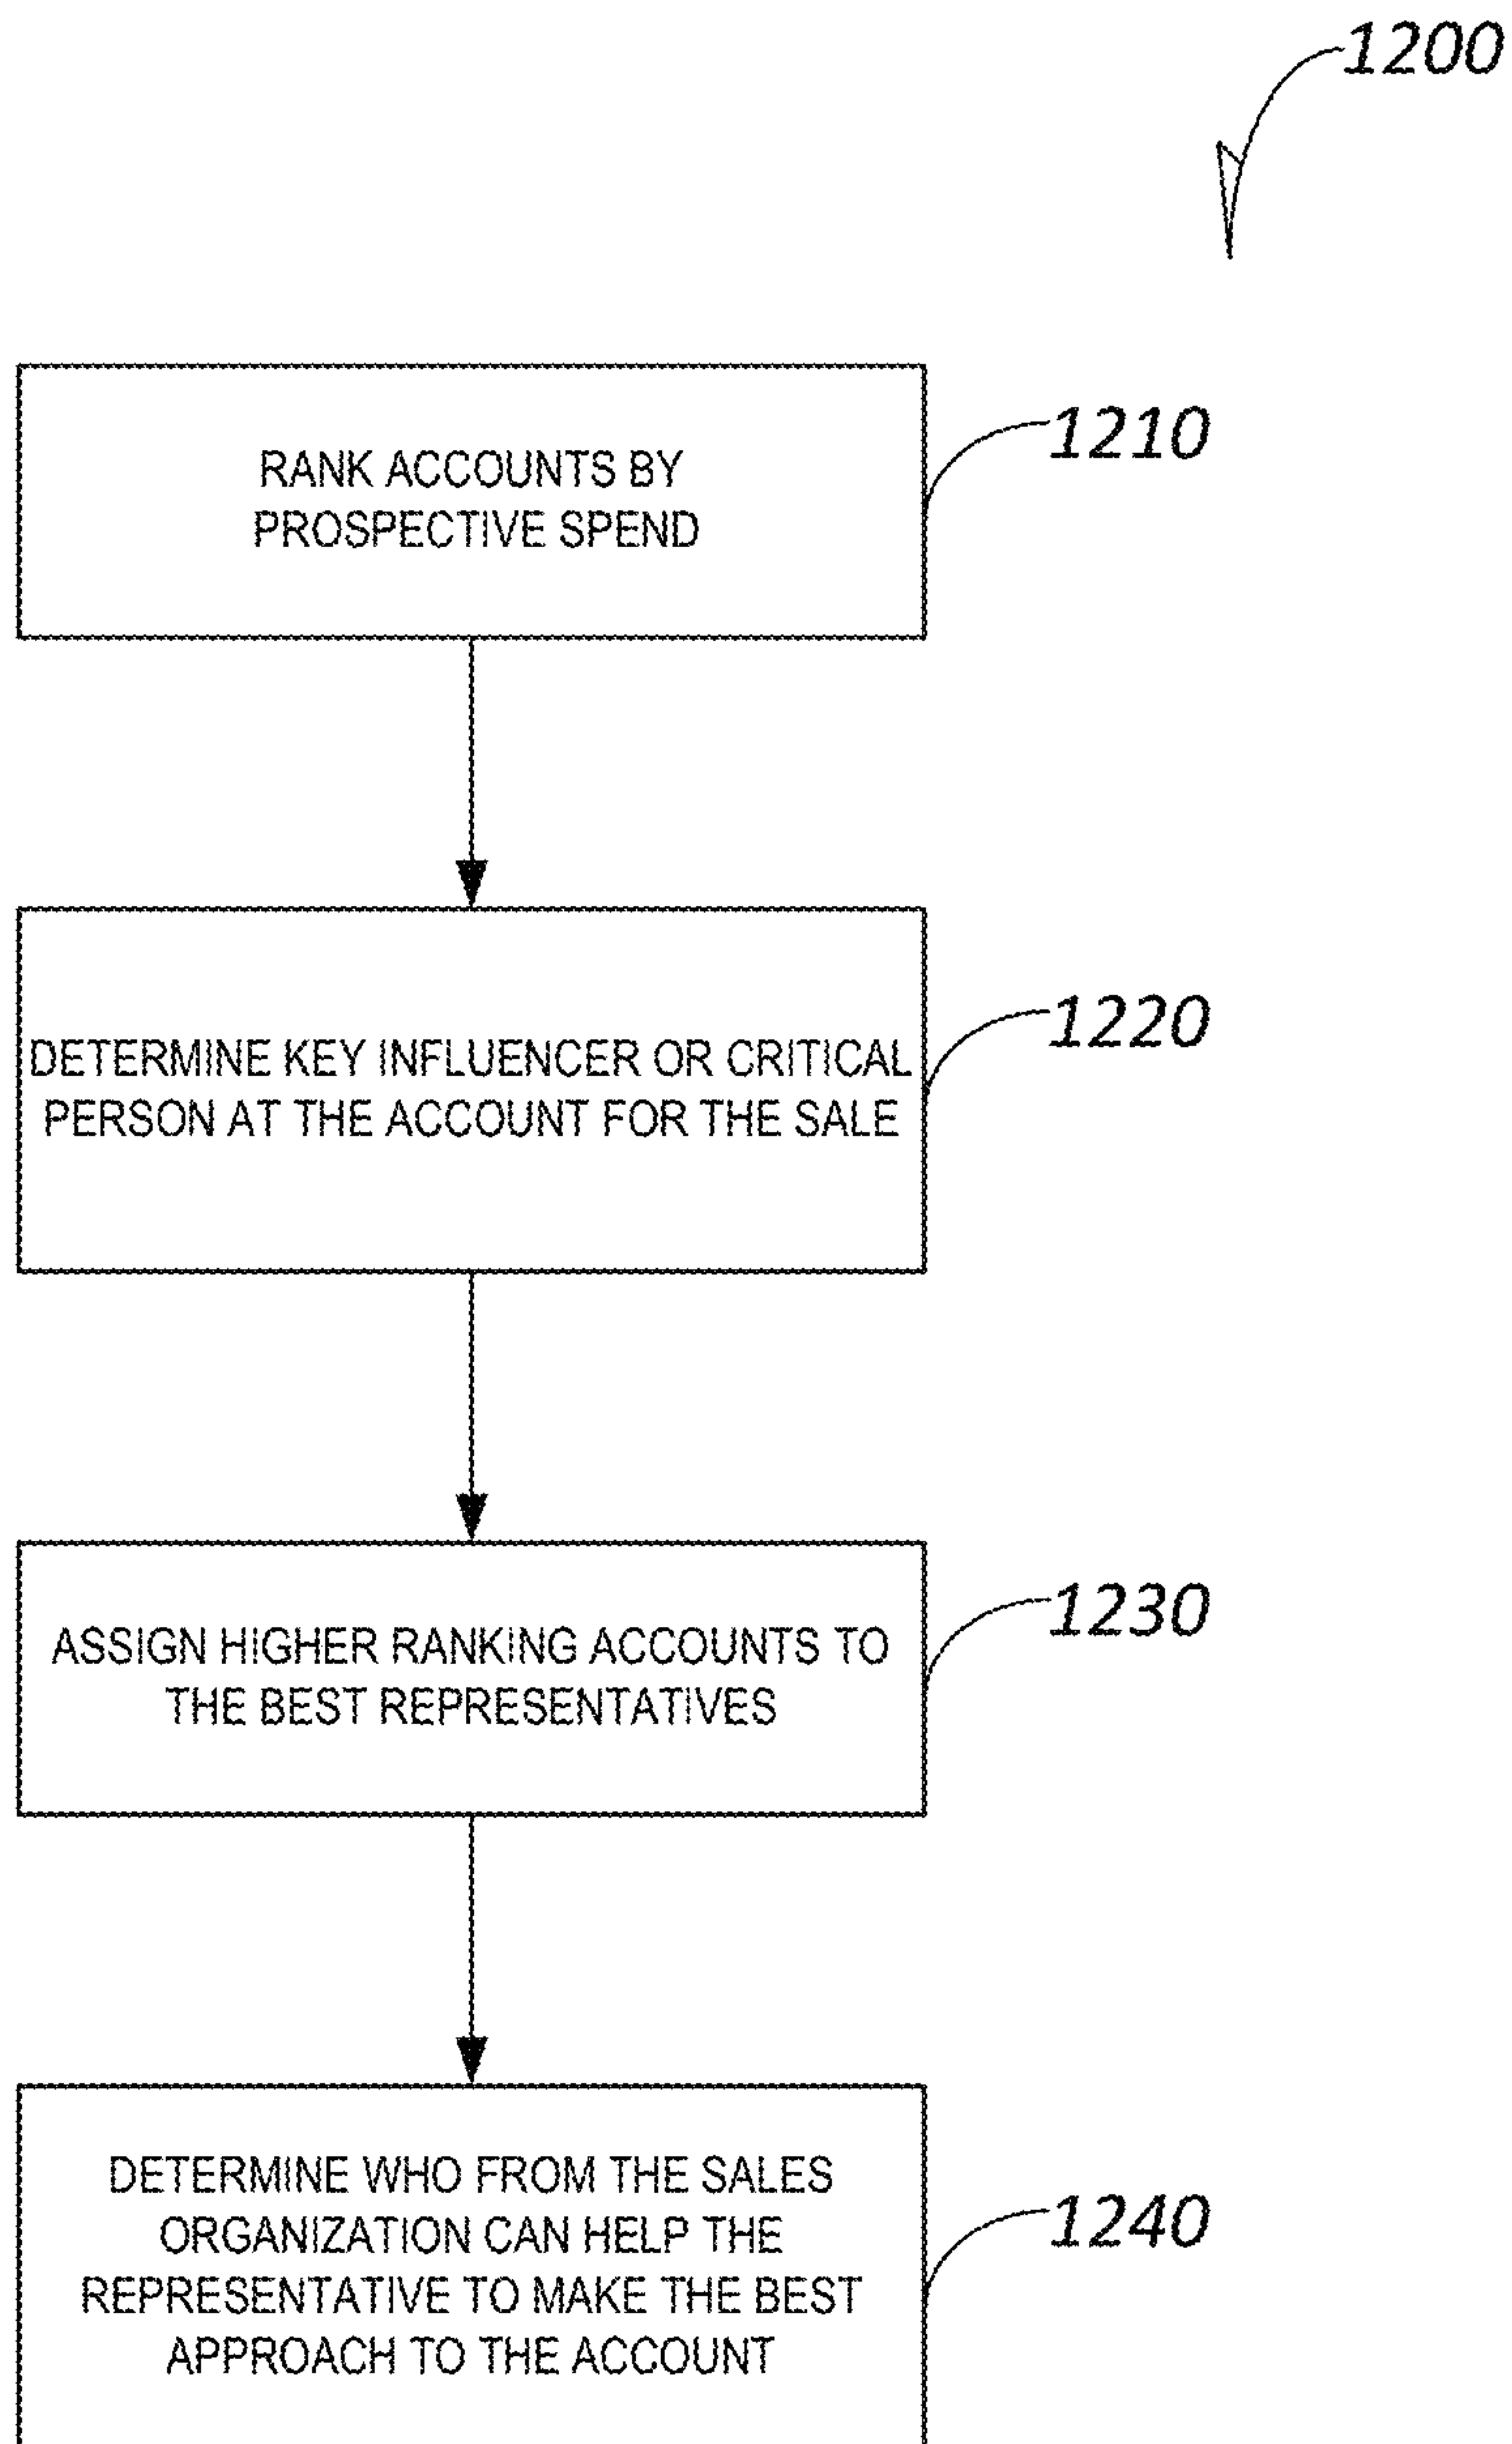 1200
RANK ACCOUNTS BY
PROSPECTIVE SPEND
1210
DETERMINE KEY INFLUENCER OR CRITICAL
PERSON AT THE ACCOUNT FOR THE SALE
1220
ASSIGN HIGHER RANKING ACCOUNTS TO
THE BEST REPRESENTATIVES
1230
DETERMINE WHO FROM THE SALES
ORGANIZATION CAN HELP THE
REPRESENTATIVE TO MAKE THE BEST
APPROACH TO THE ACCOUNT
1240